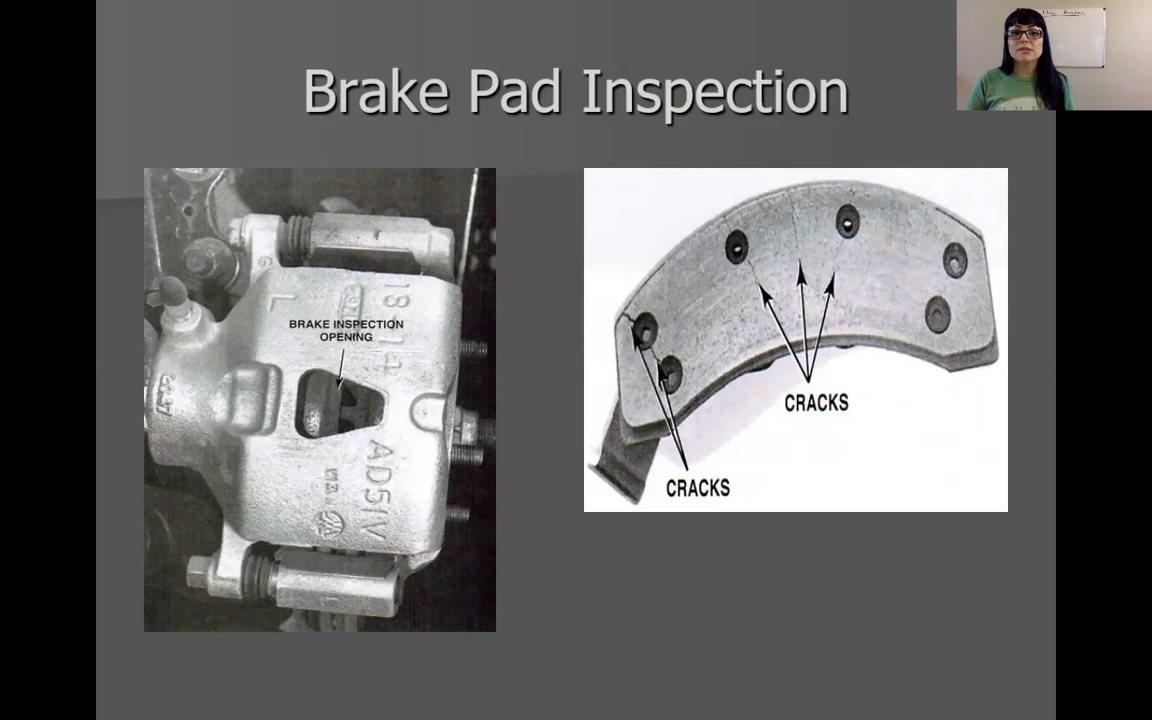 Brake Pad Inspection
BRAKE INSPECTION
OPENING
L
AD51V
CRACKS
CRACKS